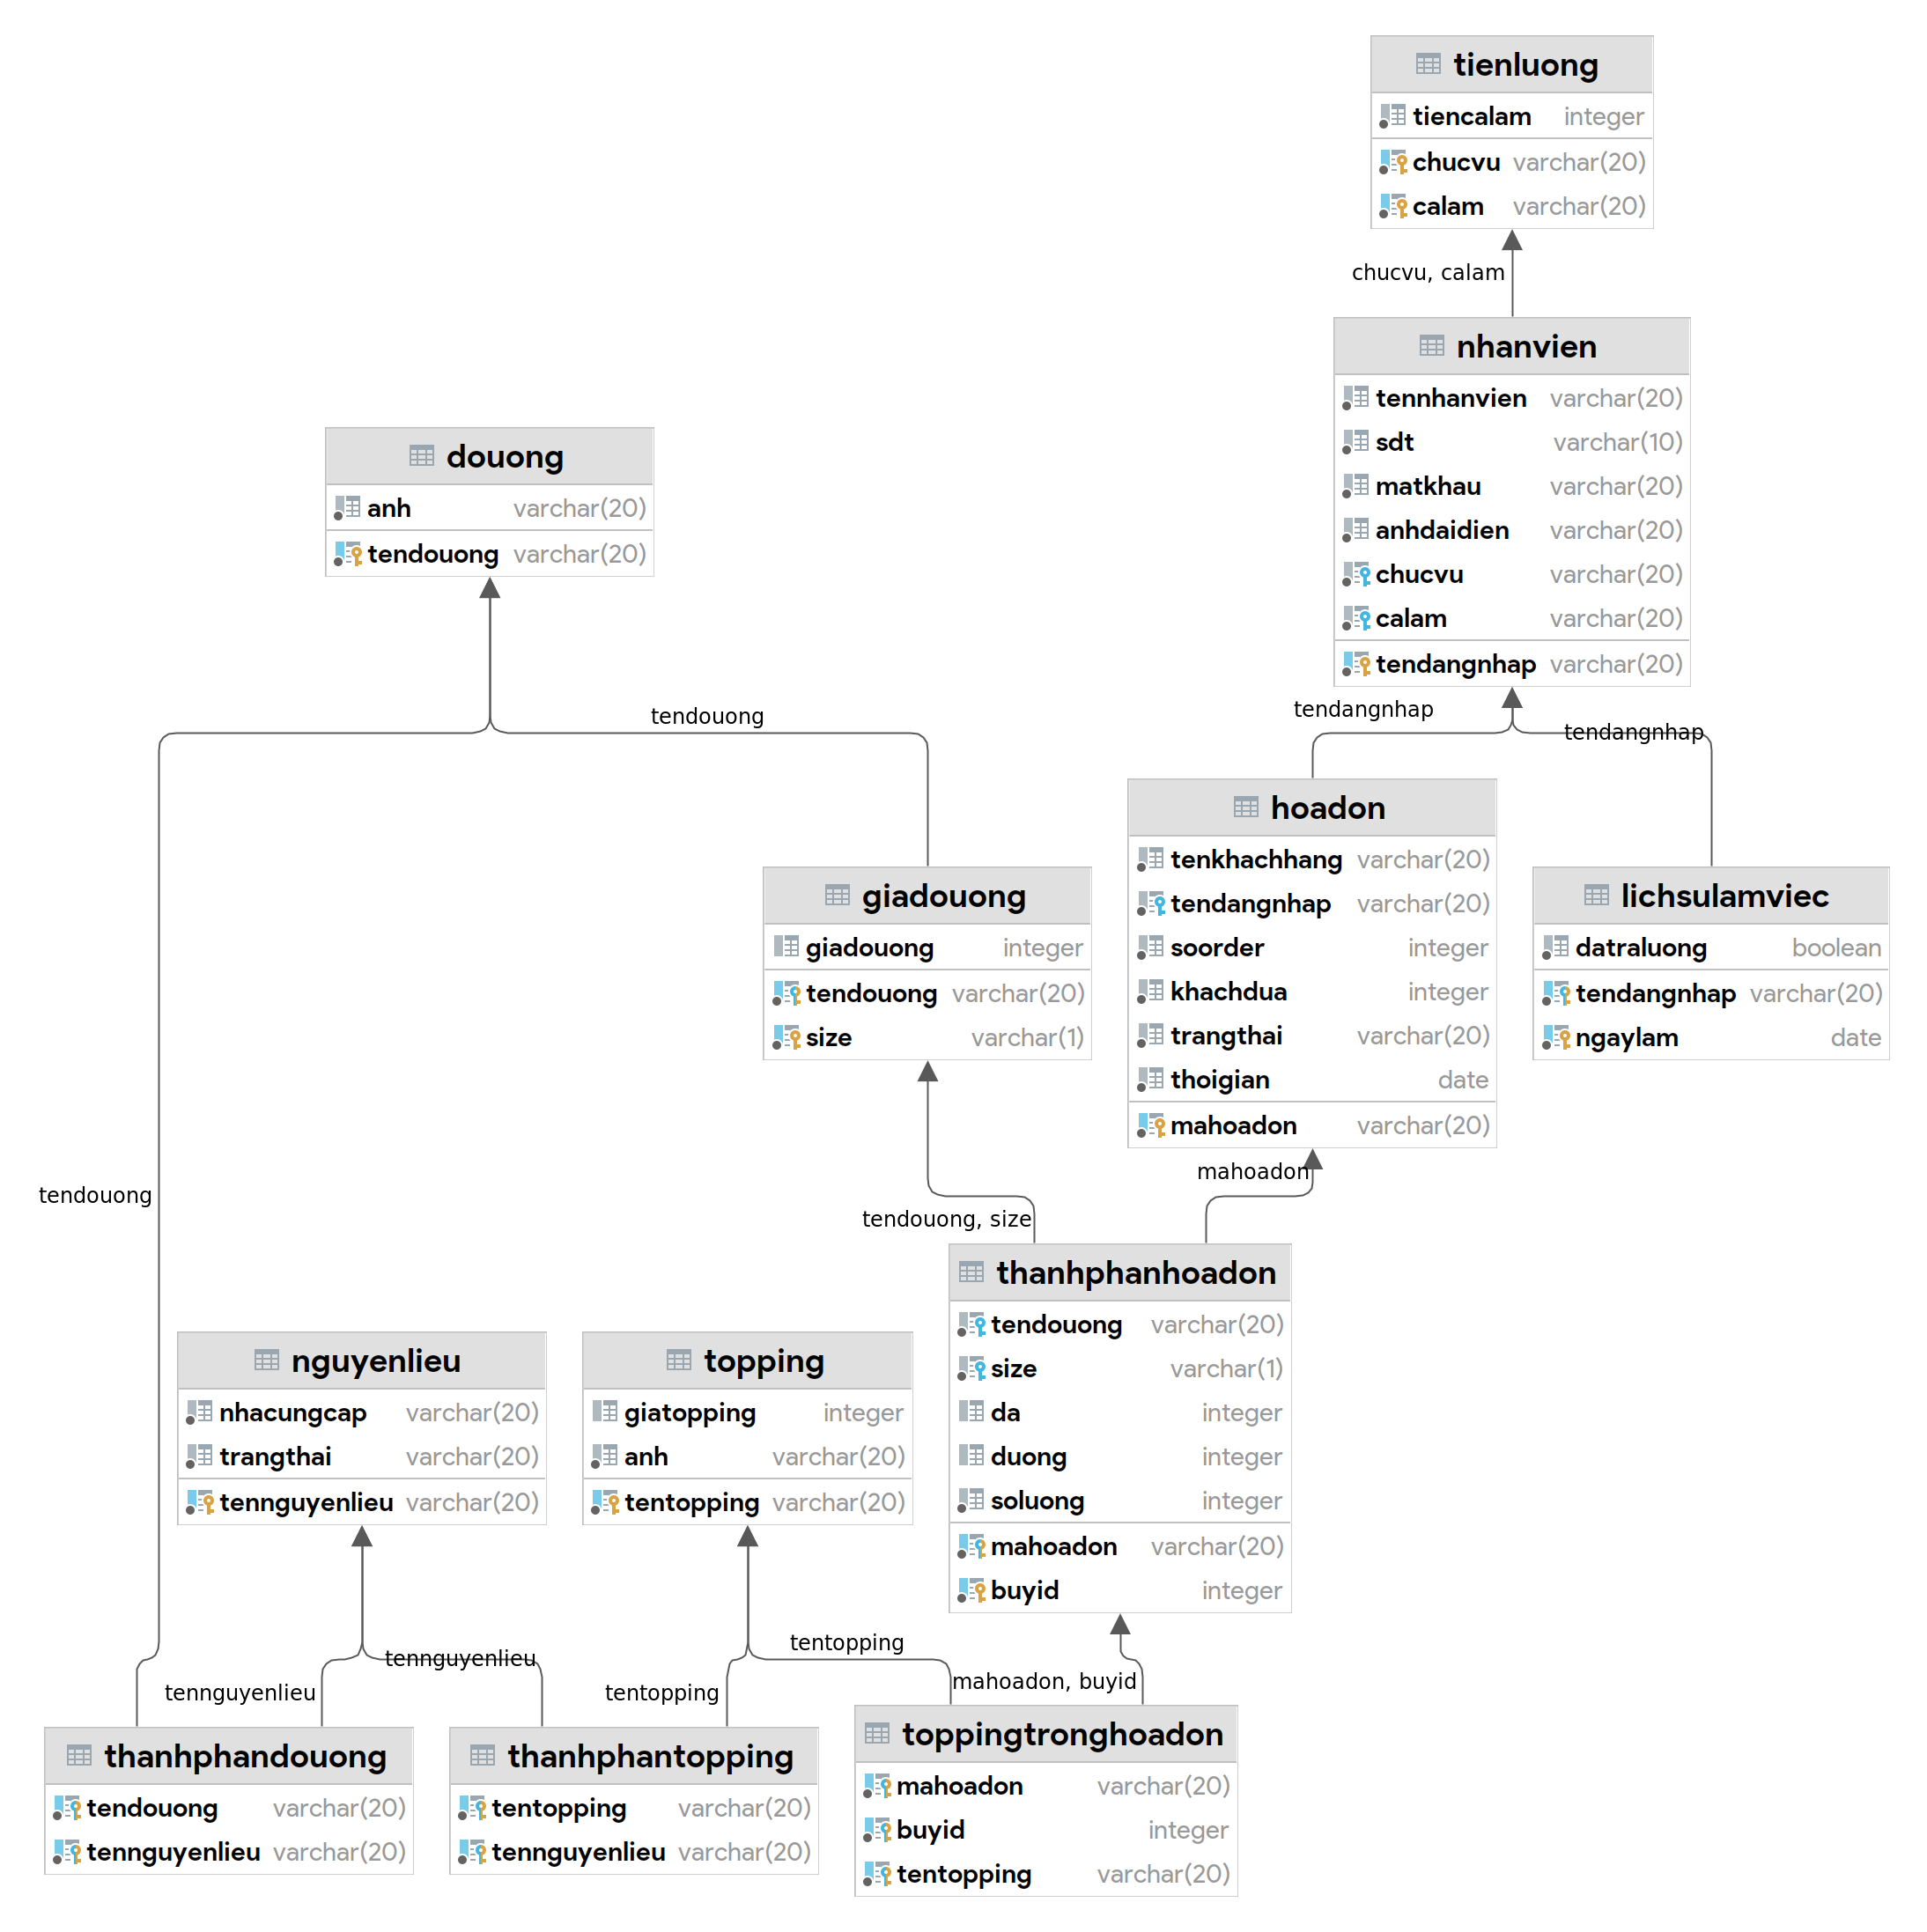 tienluong
tiencalam integer
chucvu varchar(20)
calam varchar(20)
chucvu, calam
nhanvien
tennhanvien varchar(20)
sdt varchar(10)
matkhau varchar(20)
anhdaidien varchar(20)
chucvu varchar(20)
calam varchar(20)
tendangnhap varchar(20)
douong
anh varchar(20)
tendouong varchar(20)
tendouong
tendangnhap
tendangnhap
hoadon
tenkhachhang varchar(20)
tendangnhap varchar(20)
soorder integer
khachdua integer
trangthai varchar(20)
thoigian date
mahoadon varchar(20)
giadouong
giadouong integer
tendouong varchar(20)
size varchar(1)
lichsulamviec
datraluong boolean
tendangnhap varchar(20)
ngaylam date
mahoadon
tendouong
tendouong, size
thanhphanhoadon
tendouong varchar(20)
size varchar(1)
da integer
duong integer
soluong integer
mahoadon varchar(20)
buyid integer
nguyenlieu
nhacungcap varchar(20)
trangthai varchar(20)
tennguyenlieu varchar(20)
topping
giatopping integer
anh varchar(20)
tentopping varchar(20)
tentopping
tennguyenlieu
mahoadon, buyid
tennguyenlieu
tentopping
thanhphandouong
tendouong varchar(20)
tennguyenlieu varchar(20)
thanhphantopping
tentopping varchar(20)
tennguyenlieu varchar(20)
toppingtronghoadon
mahoadon varchar(20)
buyid integer
tentopping varchar(20)